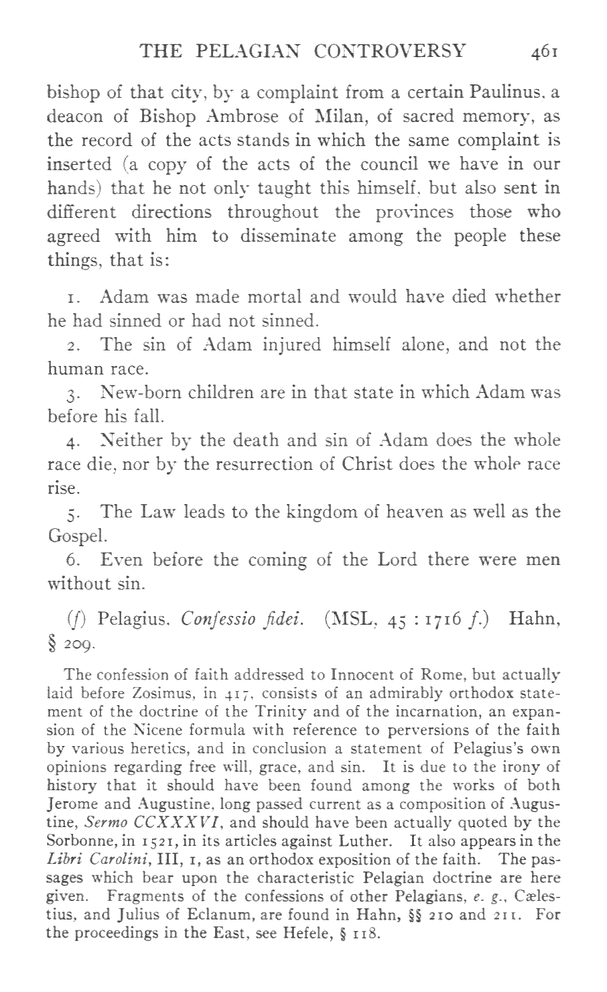 THE PELAGIAN CONTROVERSY 461
bishop of that city, by a complaint from a certain Paulinus, a
deacon of Bishop Ambrose of Milan, of sacred memory, as
the record of the acts stands in which the same complaint is
inserted (a copy of the acts of the council we have in our
hands) that he not only taught this himself, but also sent in
different directions throughout the provinces those who
agreed with him to disseminate among the people these
things, that is:
1. Adam was made mortal and would have died whether
he had sinned or had not sinned.
2. The sin of Adam injured himself alone, and not the
human race.
3. New-born children are in that state in which Adam was
before his fall.
4. Neither by the death and sin of Adam does the whole
race die, nor by the resurrection of Christ does the whole race
rise.
5. The Law leads to the kingdom of heaven as well as the
Gospel.
6. Even before the coming of the Lord there were men
without sin.
(f) Pelagius, Confessio fidei. (MSL, 45 : 1716 f.) Hahn,
§ 209.
The confession of faith addressed to Innocent of Rome, but actually
laid before Zosimus, in 417, consists of an admirably orthodox state-
ment of the doctrine of the Trinity and of the incarnation, an expan-
sion of the Nicene formula with reference to perversions of the faith
by various heretics, and in conclusion a statement of Pelagius's own
opinions regarding free will, grace, and sin. It is due to the irony of
history that it should have been found among the works of both
Jerome and Augustine, long passed current as a composition of Augus-
tine, Sermo CCXXXVI, and should have been actually quoted by the
Sorbonne, in 1521, in its articles against Luther. It also appears in the
Libri Carolini, III, 1, as an orthodox exposition of the faith. The pas-
sages which bear upon the characteristic Pelagian doctrine are here
given. Fragments of the confessions of other Pelagians, e. g., Cæles-
tius, and Julius of Eclanum, are found in Hahn, §§ 210 and 211. For
the proceedings in the East, see Hefele, § 118.